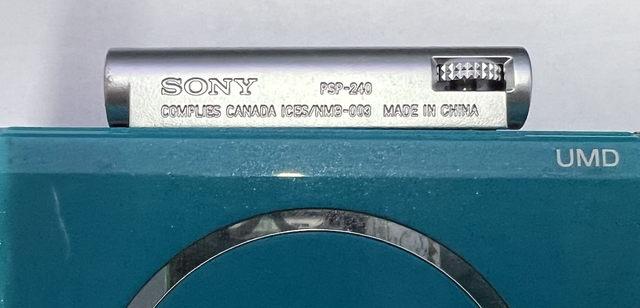 SONY PSP-240
COMPLIES CANADA ICES/NMB-003 MADE IN CHINA
UMD